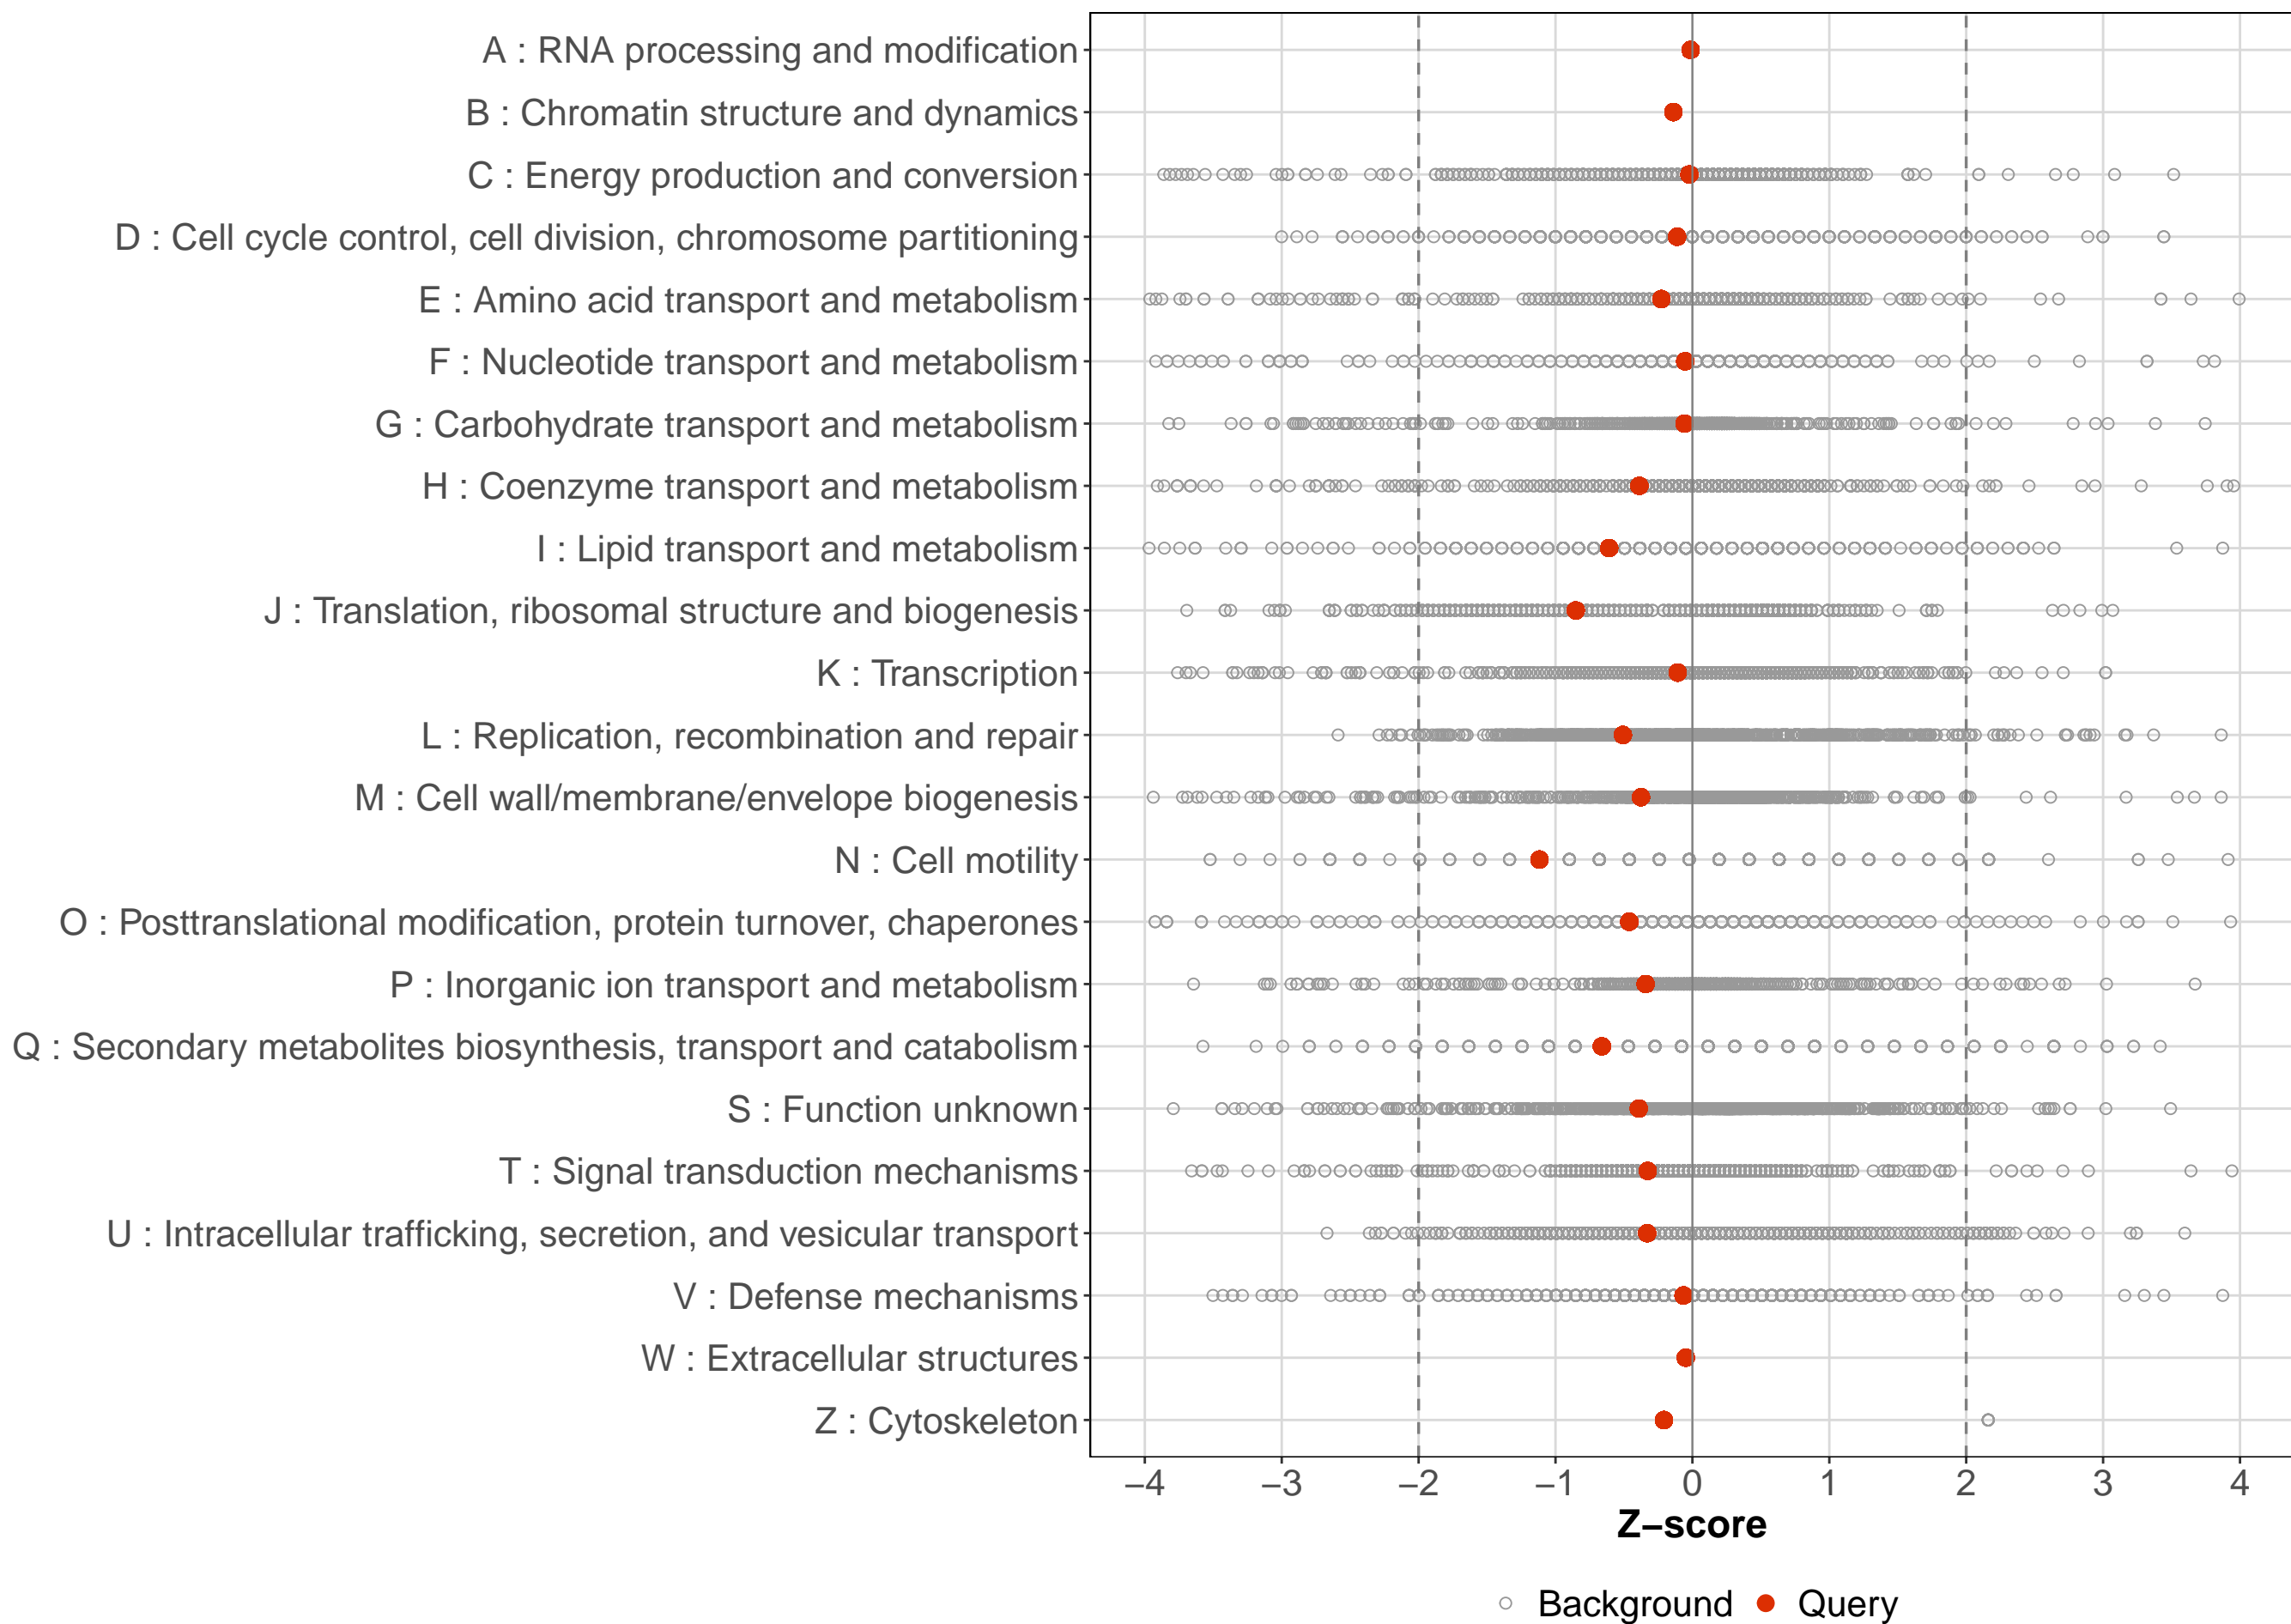 A : RNA processing and modification
B : Chromatin structure and dynamics
C : Energy production and conversion
D : Cell cycle control, cell division, chromosome partitioning
E : Amino acid transport and metabolism
F : Nucleotide transport and metabolism
G : Carbohydrate transport and metabolism
H : Coenzyme transport and metabolism
I : Lipid transport and metabolism
J : Translation, ribosomal structure and biogenesis
K : Transcription
L : Replication, recombination and repair
M : Cell wall/membrane/envelope biogenesis
N : Cell motility
O : Posttranslational modification, protein turnover, chaperones
P : Inorganic ion transport and metabolism
Q : Secondary metabolites biosynthesis, transport and catabolism
S : Function unknown
T : Signal transduction mechanisms
U : Intracellular trafficking, secretion, and vesicular transport
V : Defense mechanisms
W : Extracellular structures
Z : Cytoskeleton
−4 −3 −2 −1 0 1 2 3 4
Z−score
Background Query